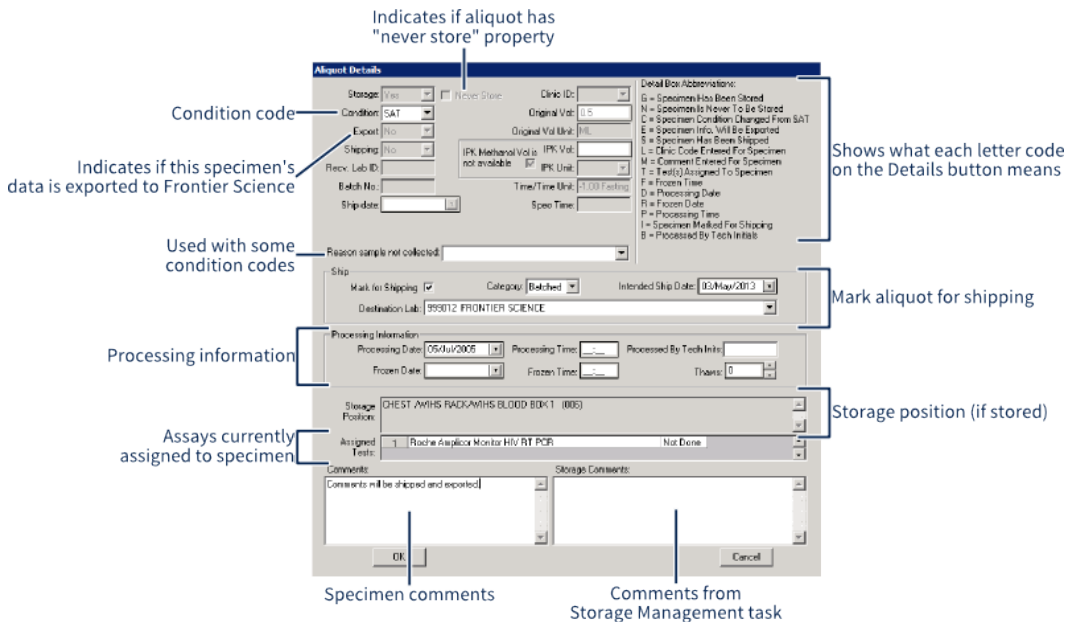 Indicates if aliquot has
"never store" property
Aliquot Details
Condition code
Indicates if this specimen's
data is exported to Frontier Science
Used with some
condition codes
Processing information
Assays currently
assigned to specimen
Storage: Yes Never Store Clinic ID:
Condition: SAT Original Vol: 0.5
Export: No Original Vol Unit: ML
Shipping: No IPK Methanol Vol is
not available IPK Vol:
Recv. Lab ID: IPK Unit:
Batch No.: Time/Time Unit: -1.00 Fasting
Ship date: Spec Time:
Reason sample not collected:
Detail Box Abbreviations:
G = Specimen Has Been Stored
N = Specimen Is Never To Be Stored
C = Specimen Condition Changed From SAT
E = Specimen Info. Will Be Exported
S = Specimen Has Been Shipped
L = Clinic Code Entered For Specimen
M = Comment Entered For Specimen
T = Test(s) Assigned To Specimen
F = Frozen Time
D = Processing Date
R = Frozen Date
P = Processing Time
I = Specimen Marked For Shipping
B = Processed By Tech Initials
Shows what each letter code
on the Details button means
Ship
Mark for Shipping: Category: Batched Intended Ship Date: 03/May/2013
Destination Lab: 999012 FRONTIER SCIENCE
Mark aliquot for shipping
Processing Information
Processing Date: 05/Jul/2005 Processing Time: __:__ Processed By Tech Inits:
Frozen Date: Frozen Time: __:__ Thaws: 0
Storage
Position: CHEST /WIHS RACK/WIHS BLOOD BOX 1 (006)
Storage position (if stored)
Assigned
Tests: 1 Roche Amplicor Monitor HIV RT PCR Not Done
Comments: Storage Comments:
Comments will be shipped and exported.
OK Cancel
Specimen comments
Comments from
Storage Management task